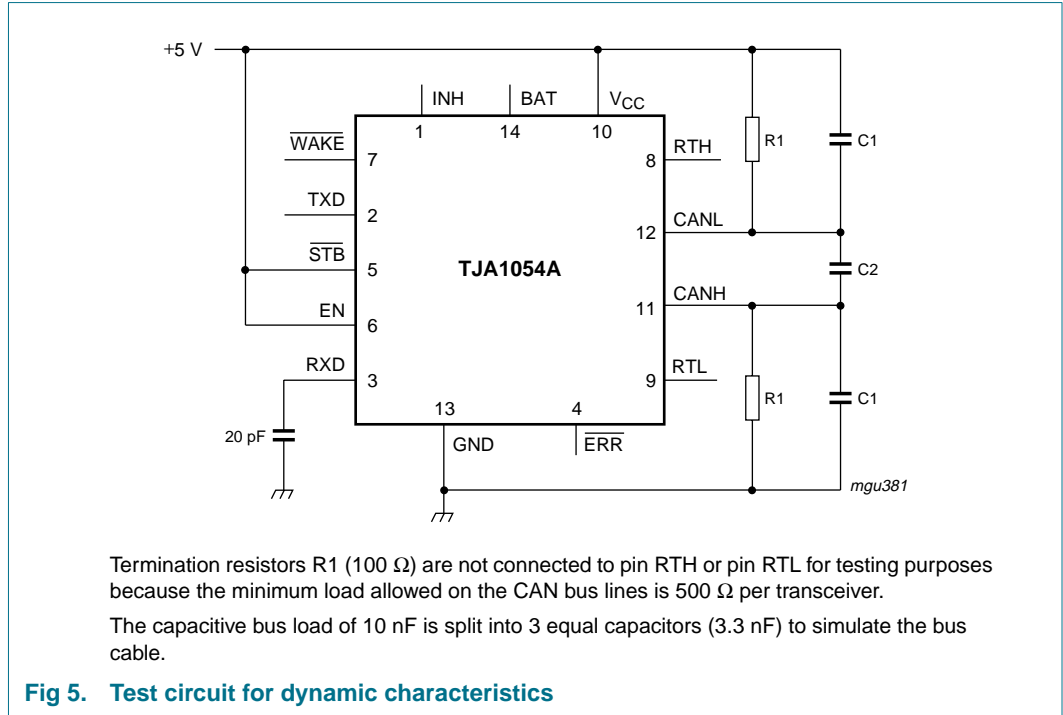 +5 V
INH
BAT
VCC
1
14
10
WAKE
7
8
RTH
R1
C1
TXD
2
12
CANL
STB
5
TJA1054A
C2
EN
6
11
CANH
RXD
3
9
RTL
R1
C1
13
4
20 pF
GND
ERR
mgu381
Termination resistors R1 (100 Ω) are not connected to pin RTH or pin RTL for testing purposes
because the minimum load allowed on the CAN bus lines is 500 Ω per transceiver.
The capacitive bus load of 10 nF is split into 3 equal capacitors (3.3 nF) to simulate the bus
cable.
Fig 5. Test circuit for dynamic characteristics